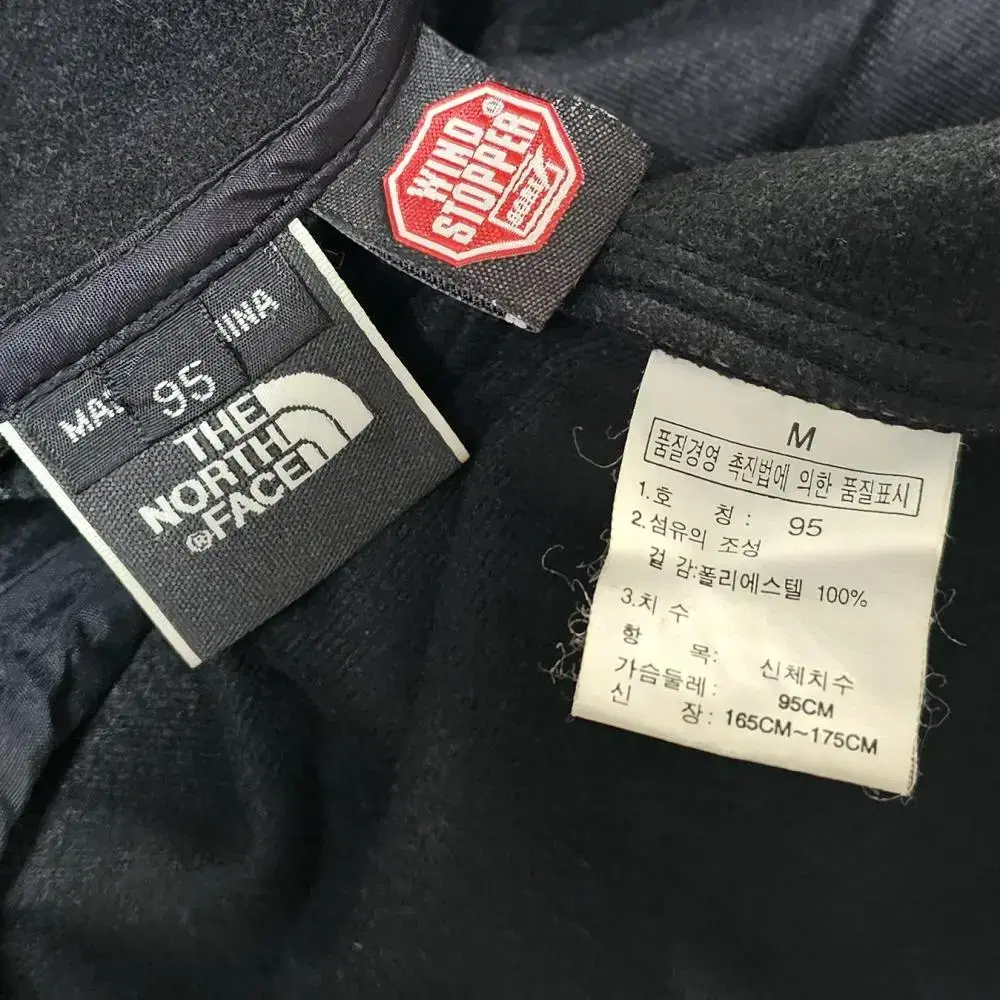 WIND
STOPPER
GORE
95
THE
NORTH
FACE
M
품질경영 촉진법에 의한 품질표시
1.호 칭: 95
2.섬유의 조성
겉 감:폴리에스텔 100%
3.치 수
항 목: 신체치수
가슴둘레: 95CM
신 장: 165CM~175CM